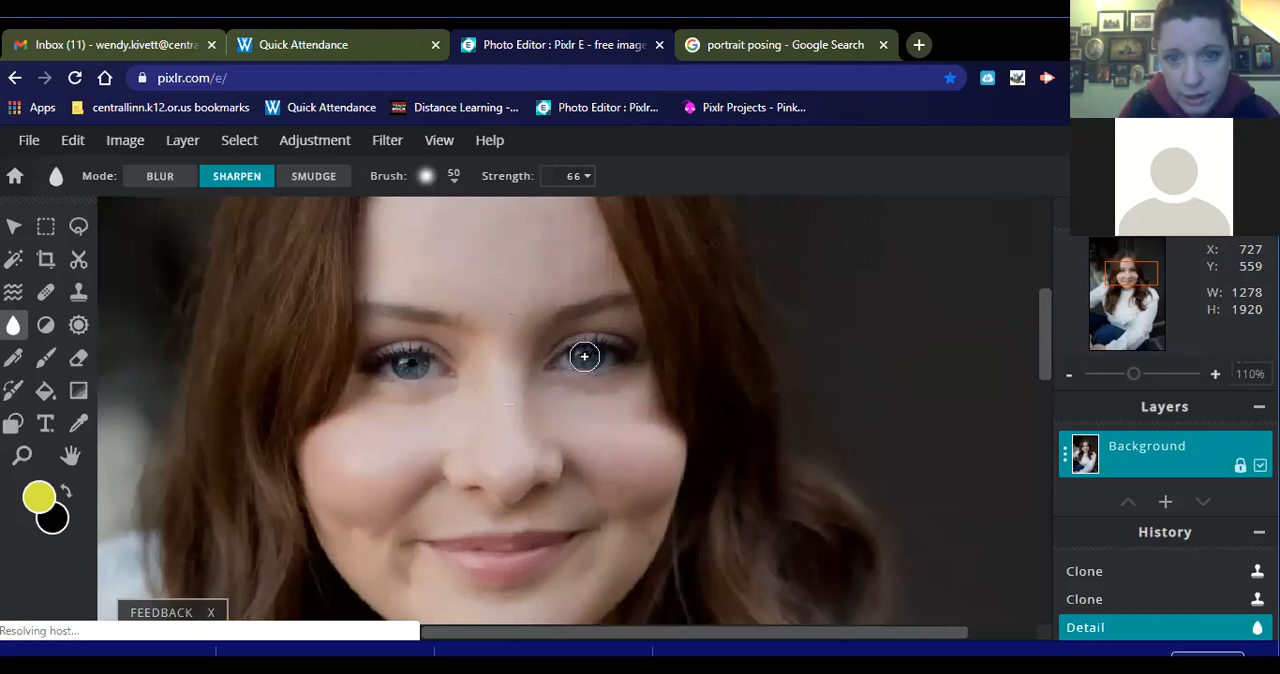 Inbox (11) - wendy.kivett@centra
Quick Attendance
Photo Editor : Pixlr E - free image
portrait posing - Google Search
pixlr.com/e/
Apps
centrallinn.k12.or.us bookmarks
Quick Attendance
Distance Learning -...
Photo Editor : Pixlr...
Pixlr Projects - Pink...
File Edit Image Layer Select Adjustment Filter View Help
Mode: BLUR SHARPEN SMUDGE Brush: 50 Strength: 66
X: 727
Y: 559
W: 1278
H: 1920
- + 110%
Layers
Background
History
Clone
Clone
Detail
FEEDBACK X
Resolving host...